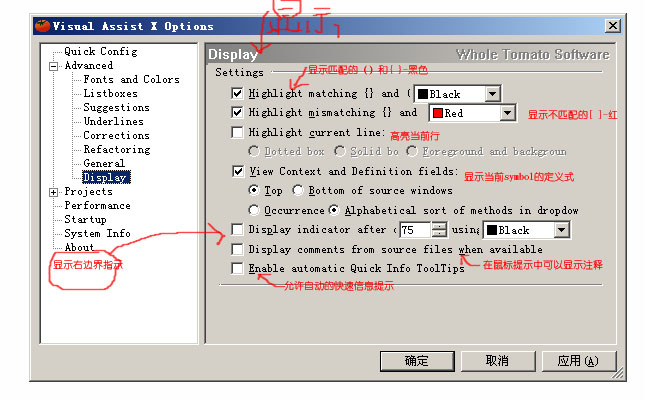 显示
Visual Assist X Options
Quick Config
Advanced
Fonts and Colors
Listboxes
Suggestions
Underlines
Corrections
Refactoring
General
Display
Projects
Performance
Startup
System Info
About
显示右边界指示
Display
Whole Tomato Software
Settings
显示匹配的 () 和[]-黑色
Highlight matching {} and ( Black
Highlight mismatching {} and Red
显示不匹配的[ ]-红
Highlight current line:
高亮当前行
Dotted box Solid bo Foreground and backgroun
View Context and Definition fields:
显示当前symbol的定义式
Top Bottom of source windows
Occurrence Alphabetical sort of methods in dropdow
Display indicator after c 75 using Black
Display comments from source files when available
在鼠标提示中可以显示注释
Enable automatic Quick Info ToolTips
允许自动的快速信息提示
确定 取消 应用(A)